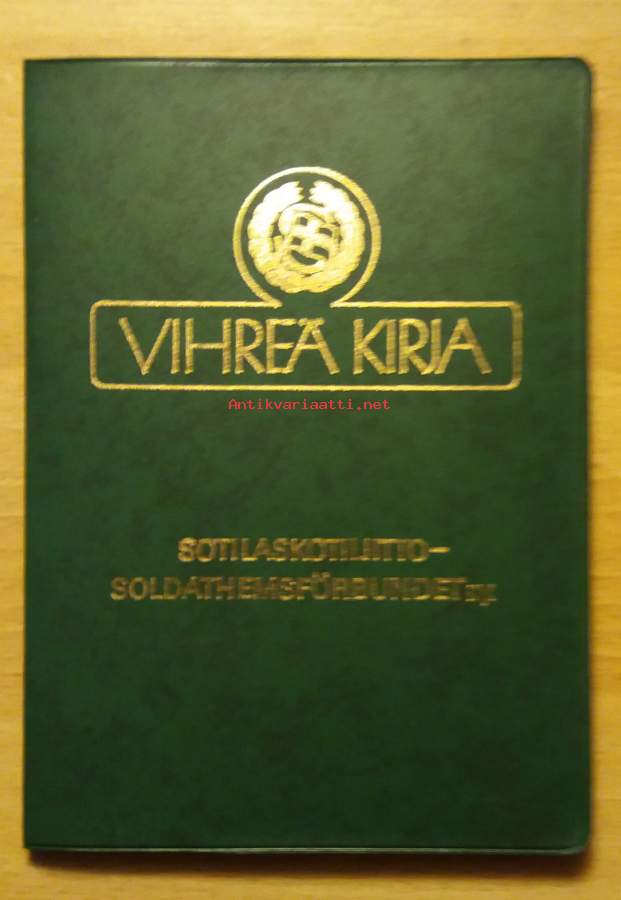 VIHREÄ KIRJA
Antikvariaatti.net
SOTILASKOTILIITTO-
SOLDATHEMSFÖRBUNDET r.y.